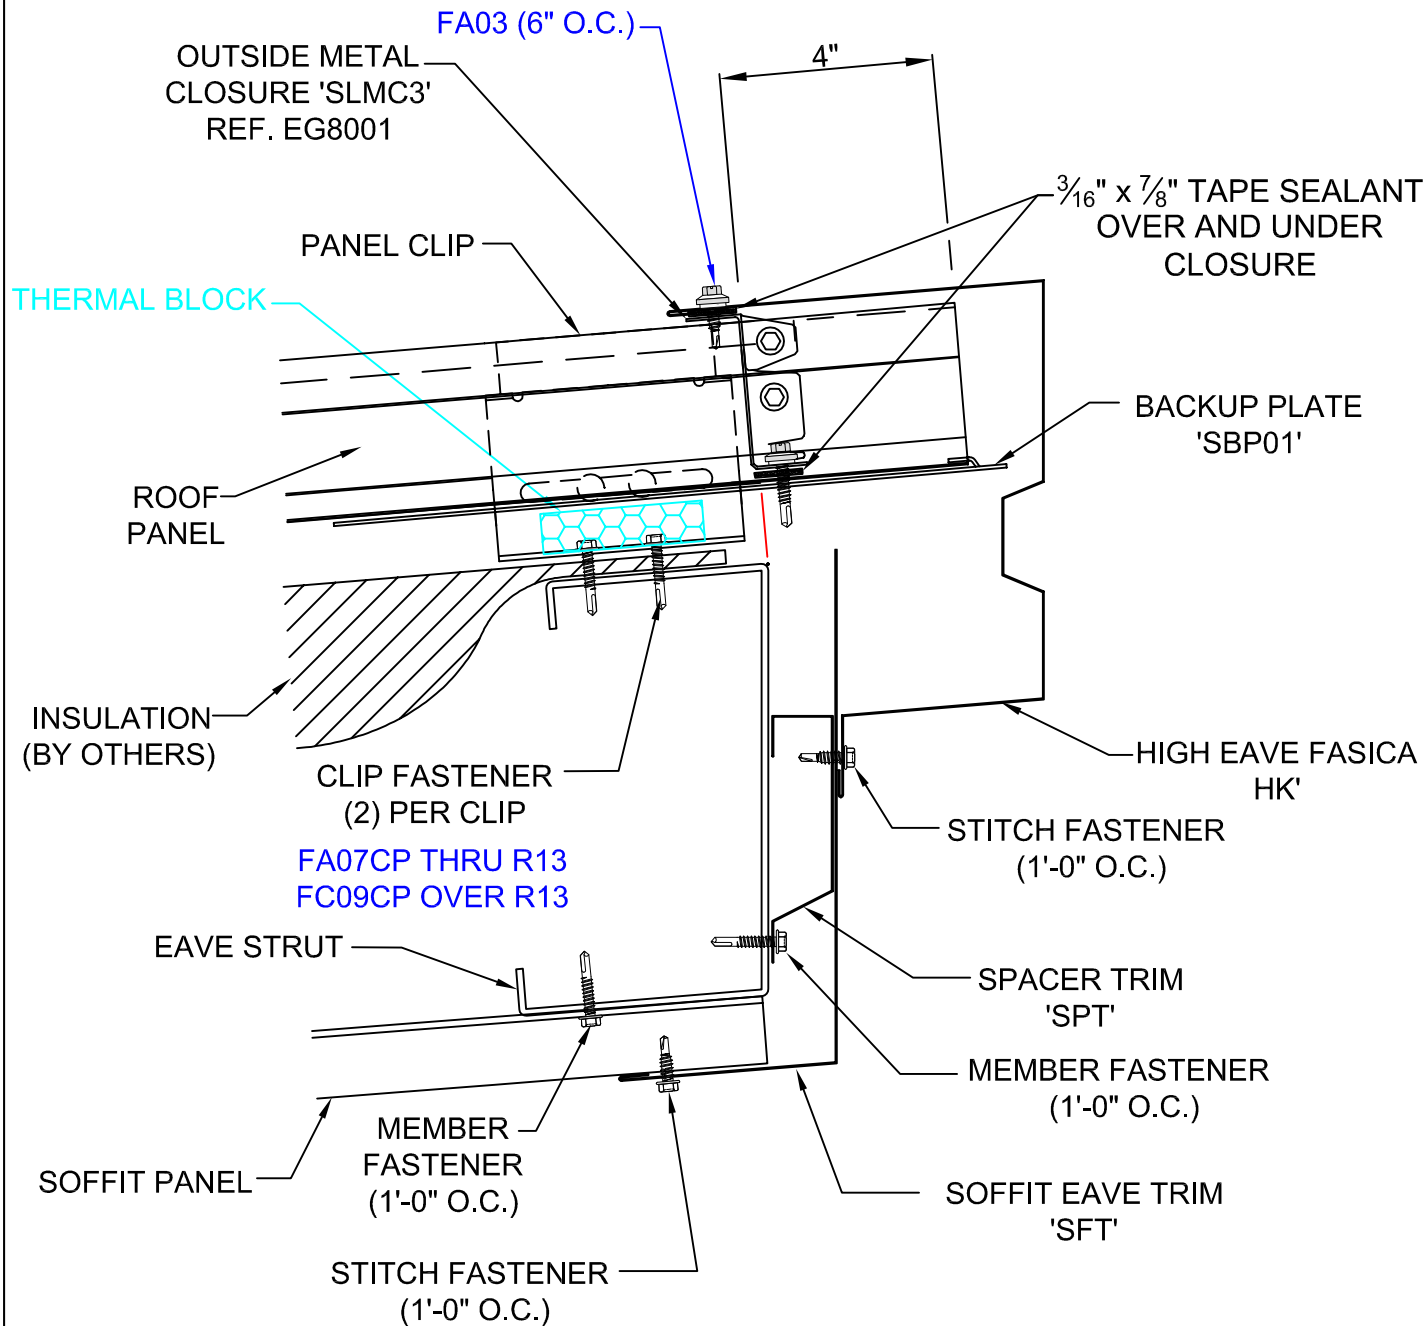 FA03 (6" O.C.)
OUTSIDE METAL
CLOSURE 'SLMC3'
REF. EG8001
4"
3/16" x 7/8" TAPE SEALANT
OVER AND UNDER
CLOSURE
PANEL CLIP
THERMAL BLOCK
BACKUP PLATE
'SBP01'
ROOF
PANEL
INSULATION
(BY OTHERS)
CLIP FASTENER
(2) PER CLIP
FA07CP THRU R13
FC09CP OVER R13
HIGH EAVE FASICA
HK'
STITCH FASTENER
(1'-0" O.C.)
EAVE STRUT
SPACER TRIM
'SPT'
MEMBER FASTENER
(1'-0" O.C.)
MEMBER
FASTENER
(1'-0" O.C.)
SOFFIT PANEL
SOFFIT EAVE TRIM
'SFT'
STITCH FASTENER
(1'-0" O.C.)